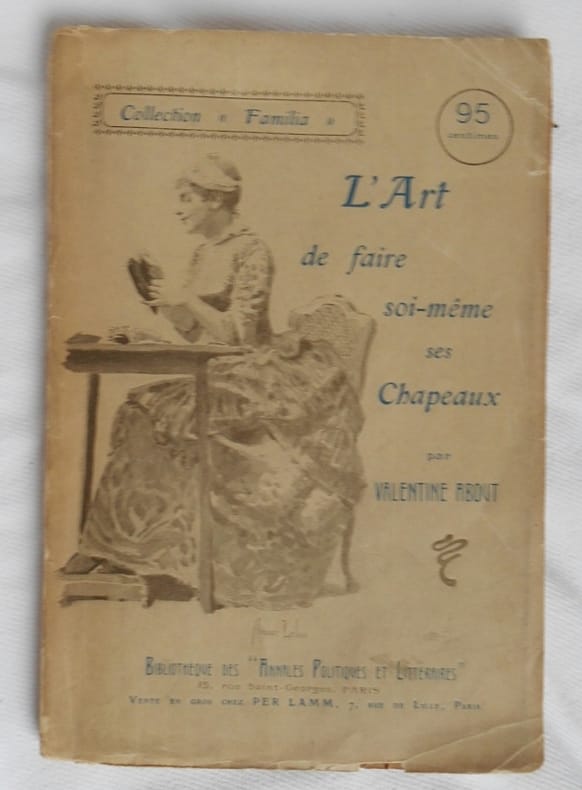 Collection « Familia »
95
centimes
L'Art
de faire
soi-même
ses
Chapeaux
par
VALENTINE ABOUT
BIBLIOTHÈQUE DES "ANNALES POLITIQUES ET LITTÉRAIRES"
15, rue Saint-Georges, PARIS
VENTE EN GROS CHEZ PER LAMM, 7, RUE DE LILLE, PARIS